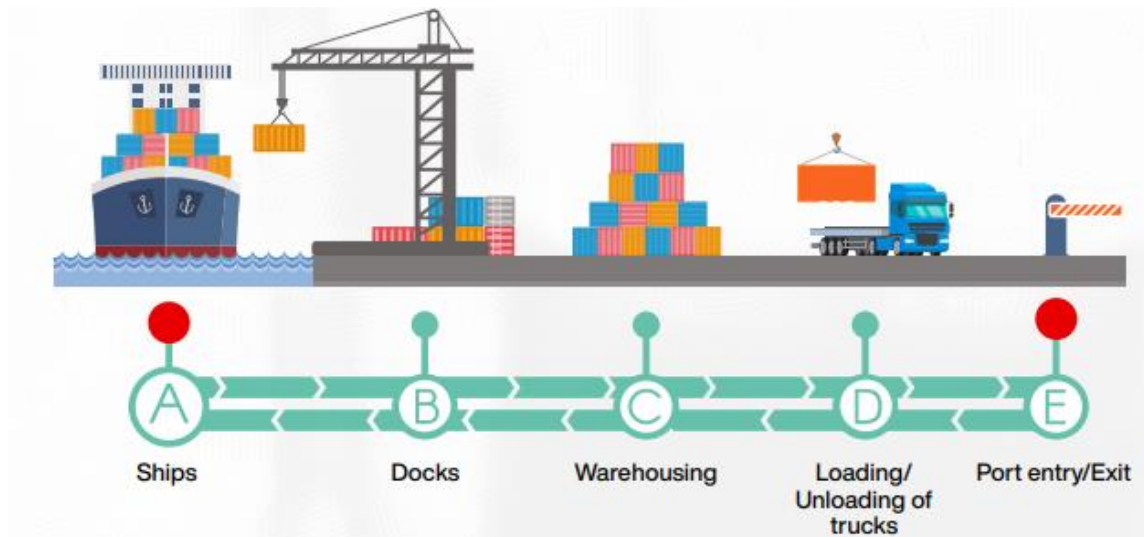 A
B
C
D
E
Ships
Docks
Warehousing
Loading/
Unloading of
trucks
Port entry/Exit